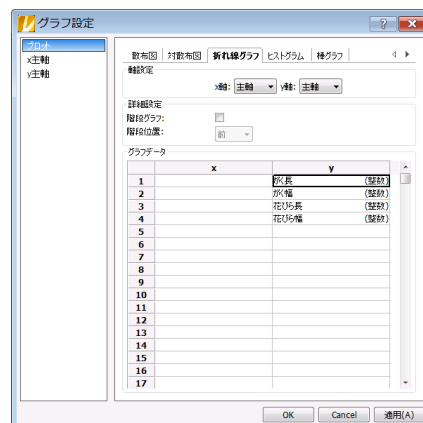 グラフ設定
プロット
x主軸
y主軸
散布図 対散布図 折れ線グラフ ヒストグラム 棒グラフ
軸設定
x軸: 主軸 y軸: 主軸
詳細設定
階段グラフ:
階段位置: 前
グラフデータ
x y
1 がく長 (整数)
2 がく幅 (整数)
3 花びら長 (整数)
4 花びら幅 (整数)
5
6
7
8
9
10
11
12
13
14
15
16
17
OK Cancel 適用(A)